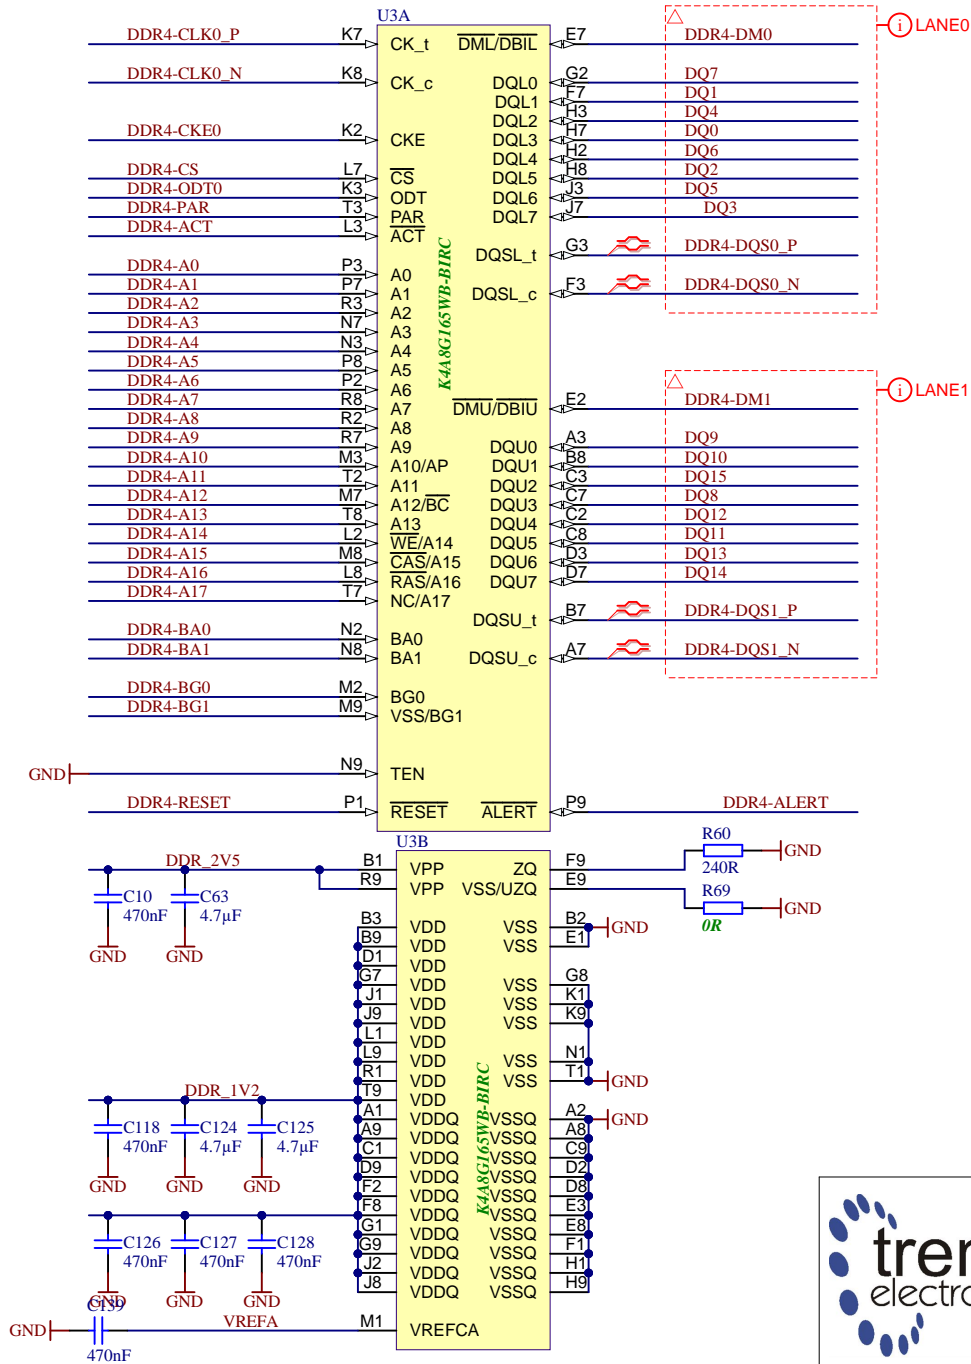 U3A
DDR4-CLK0_P K7 CK_t DML/DBIL E7 DDR4-DM0
LANE0
DDR4-CLK0_N K8 CK_c DQL0 G2 DQ7
DQL1 F7 DQ1
DQL2 H3 DQ4
DDR4-CKE0 K2 CKE DQL3 H7 DQ0
DQL4 H2 DQ6
DDR4-CS L7 CS DQL5 H8 DQ2
DDR4-ODT0 K3 ODT DQL6 J3 DQ5
DDR4-PAR T3 PAR DQL7 J7 DQ3
DDR4-ACT L3 ACT
DQSL_t G3 DDR4-DQS0_P
DDR4-A0 P3 A0
DDR4-A1 P7 A1 DQSL_c F3 DDR4-DQS0_N
DDR4-A2 R3 A2
DDR4-A3 N7 A3
DDR4-A4 N3 A4
DDR4-A5 P8 A5
DDR4-A6 P2 A6
K4A8G165WB-BIRC
LANE1
DDR4-A7 R8 A7 DMU/DBIU E2 DDR4-DM1
DDR4-A8 R2 A8
DDR4-A9 R7 A9 DQU0 A3 DQ9
DDR4-A10 M3 A10/AP DQU1 B8 DQ10
DDR4-A11 T2 A11 DQU2 C3 DQ15
DDR4-A12 M7 A12/BC DQU3 C7 DQ8
DDR4-A13 T8 A13 DQU4 C2 DQ12
DDR4-A14 L2 WE/A14 DQU5 C8 DQ11
DDR4-A15 M8 CAS/A15 DQU6 D3 DQ13
DDR4-A16 L8 RAS/A16 DQU7 D7 DQ14
DDR4-A17 T7 NC/A17
DQSU_t B7 DDR4-DQS1_P
DDR4-BA0 N2 BA0
DDR4-BA1 N8 BA1 DQSU_c A7 DDR4-DQS1_N
DDR4-BG0 M2 BG0
DDR4-BG1 M9 VSS/BG1
GND N9 TEN
DDR4-RESET P1 RESET ALERT P9 DDR4-ALERT
U3B
DDR_2V5 B1 VPP ZQ F9 R60 240R GND
R9 VPP VSS/UZQ E9 R69 0R GND
C10 470nF GND
C63 4.7µF GND
B3 VDD VSS B2 GND
B9 VDD VSS E1
D1 VDD
G7 VDD VSS G8
J1 VDD VSS K1
J9 VDD VSS K9
L1 VDD
L9 VDD VSS N1
R1 VDD VSS T1 GND
DDR_1V2 T9 VDD
A1 VDDQ VSSQ A2 GND
A9 VDDQ VSSQ A8
C1 VDDQ VSSQ C9
D9 VDDQ VSSQ D2
F2 VDDQ VSSQ D8
F8 VDDQ VSSQ E3
G1 VDDQ VSSQ E8
G9 VDDQ VSSQ F1
J2 VDDQ VSSQ H1
J8 VDDQ VSSQ H9
K4A8G165WB-BIRC
C118 470nF GND
C124 4.7µF GND
C125 4.7µF GND
C126 470nF GND
C127 470nF GND
C128 470nF GND
GND C139 470nF VREFA M1 VREFCA
tren
electro